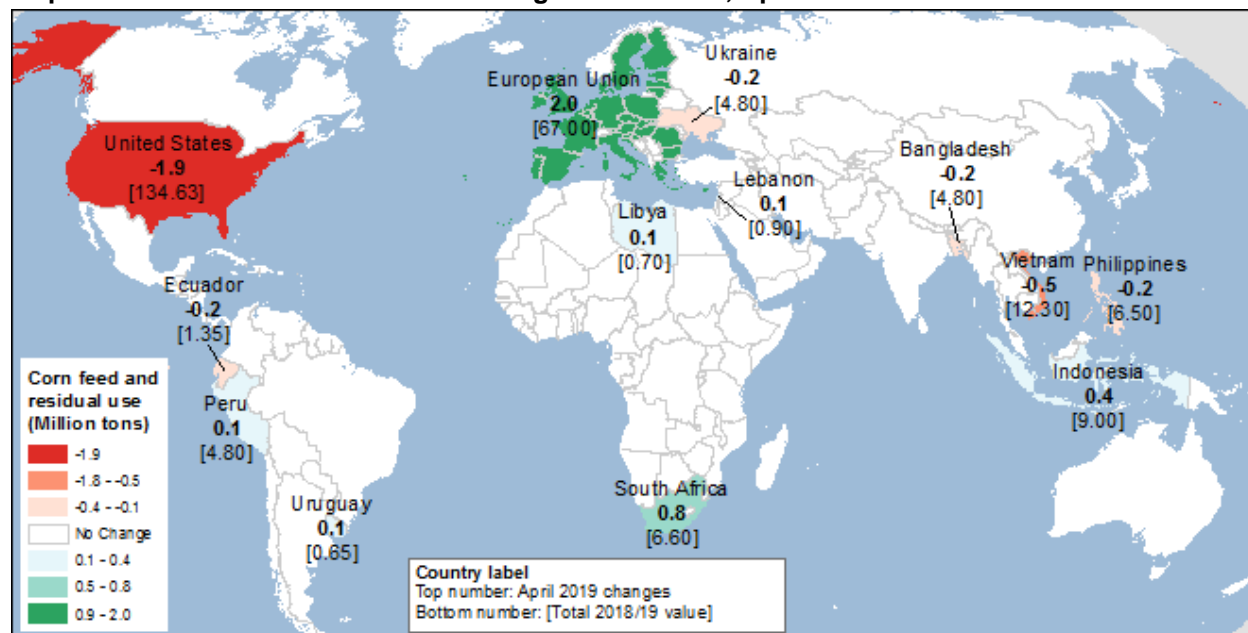 United States
-1.9
[134.63]
European Union
2.0
[67.00]
Ukraine
-0.2
[4.80]
Bangladesh
-0.2
[4.80]
Lebanon
0.1
[0.90]
Libya
0.1
[0.70]
Vietnam
-0.5
[12.30]
Philippines
-0.2
[6.50]
Ecuador
-0.2
[1.35]
Indonesia
0.4
[9.00]
Peru
0.1
[4.80]
Uruguay
0.1
[0.65]
South Africa
0.8
[6.60]
Corn feed and
residual use
(Million tons)
-1.9
-1.8 - -0.5
-0.4 - -0.1
No Change
0.1 - 0.4
0.5 - 0.8
0.9 - 2.0
Country label
Top number: April 2019 changes
Bottom number: [Total 2018/19 value]